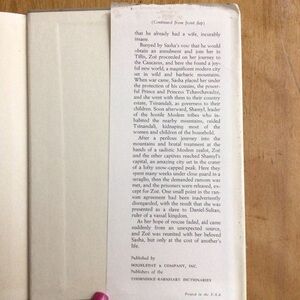 (Continued from front flap)
that he already had a wife, incurably
insane.
Buoyed by Sasha's vow that he would
obtain an annulment and join her in
Tiflis, Zoë proceeded on her journey to
the Caucasus, and here she found a joy-
ful new world; a magnificent modern city
set in wild and barbaric mountains.
When war came, Sasha placed her under
the protection of his cousins, the power-
ful Prince and Princess Tchavchavadze,
and she went with them to their country
estate, Tsinandali, as governess to their
children. Soon afterward, Shamyl, leader
of the hostile Moslem tribes who in-
habited the nearby mountains, raided
Tsinandali, kidnaping most of the
women and children of the household.
After a perilous journey into the
mountains and brutal treatment at the
hands of a sadistic Moslem zealot, Zoë
and the other captives reached Shamyl's
capital, an amazing city set in the corner
of a lofty snow-capped peak. Here they
spent many weeks under close guard in a
seraglio, then the demanded ransom was
met, and the prisoners were released, ex-
cept for Zoë. One small point in the ran-
som agreement had been inadvertently
disregarded, with the result that she was
presented as a slave to Daniel-Sultan,
ruler of a vassal kingdom.
As her hope of rescue faded, aid came
suddenly from an unexpected source,
and Zoë was reunited with her beloved
Sasha, but only at the cost of another's
life.
Published by
DOUBLEDAY & COMPANY, INC.
Publishers of the
THORNDIKE-BARNHART DICTIONARIES
Printed in the U.S.A.